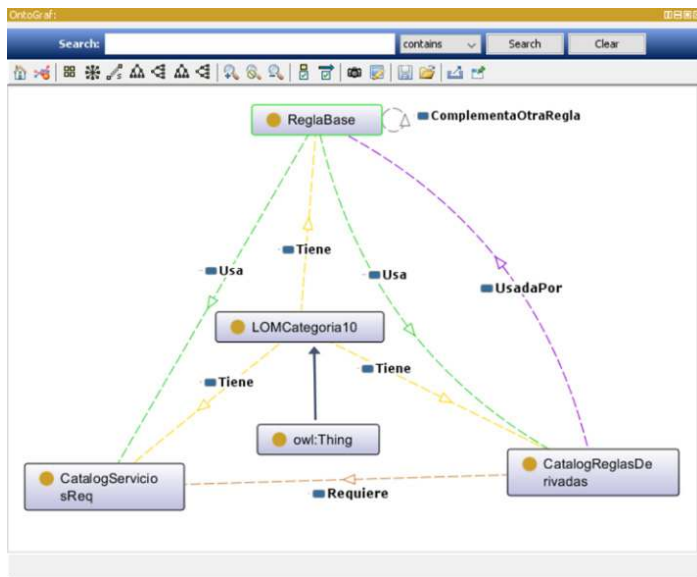 OntoGraf:
Search:
contains
Search
Clear
ReglaBase
ComplementaOtraRegla
Tiene
Usa
Usa
UsadaPor
LOMCategoria10
Tiene
Tiene
owl:Thing
CatalogServicio
sReq
CatalogReglasDe
rivadas
Requiere